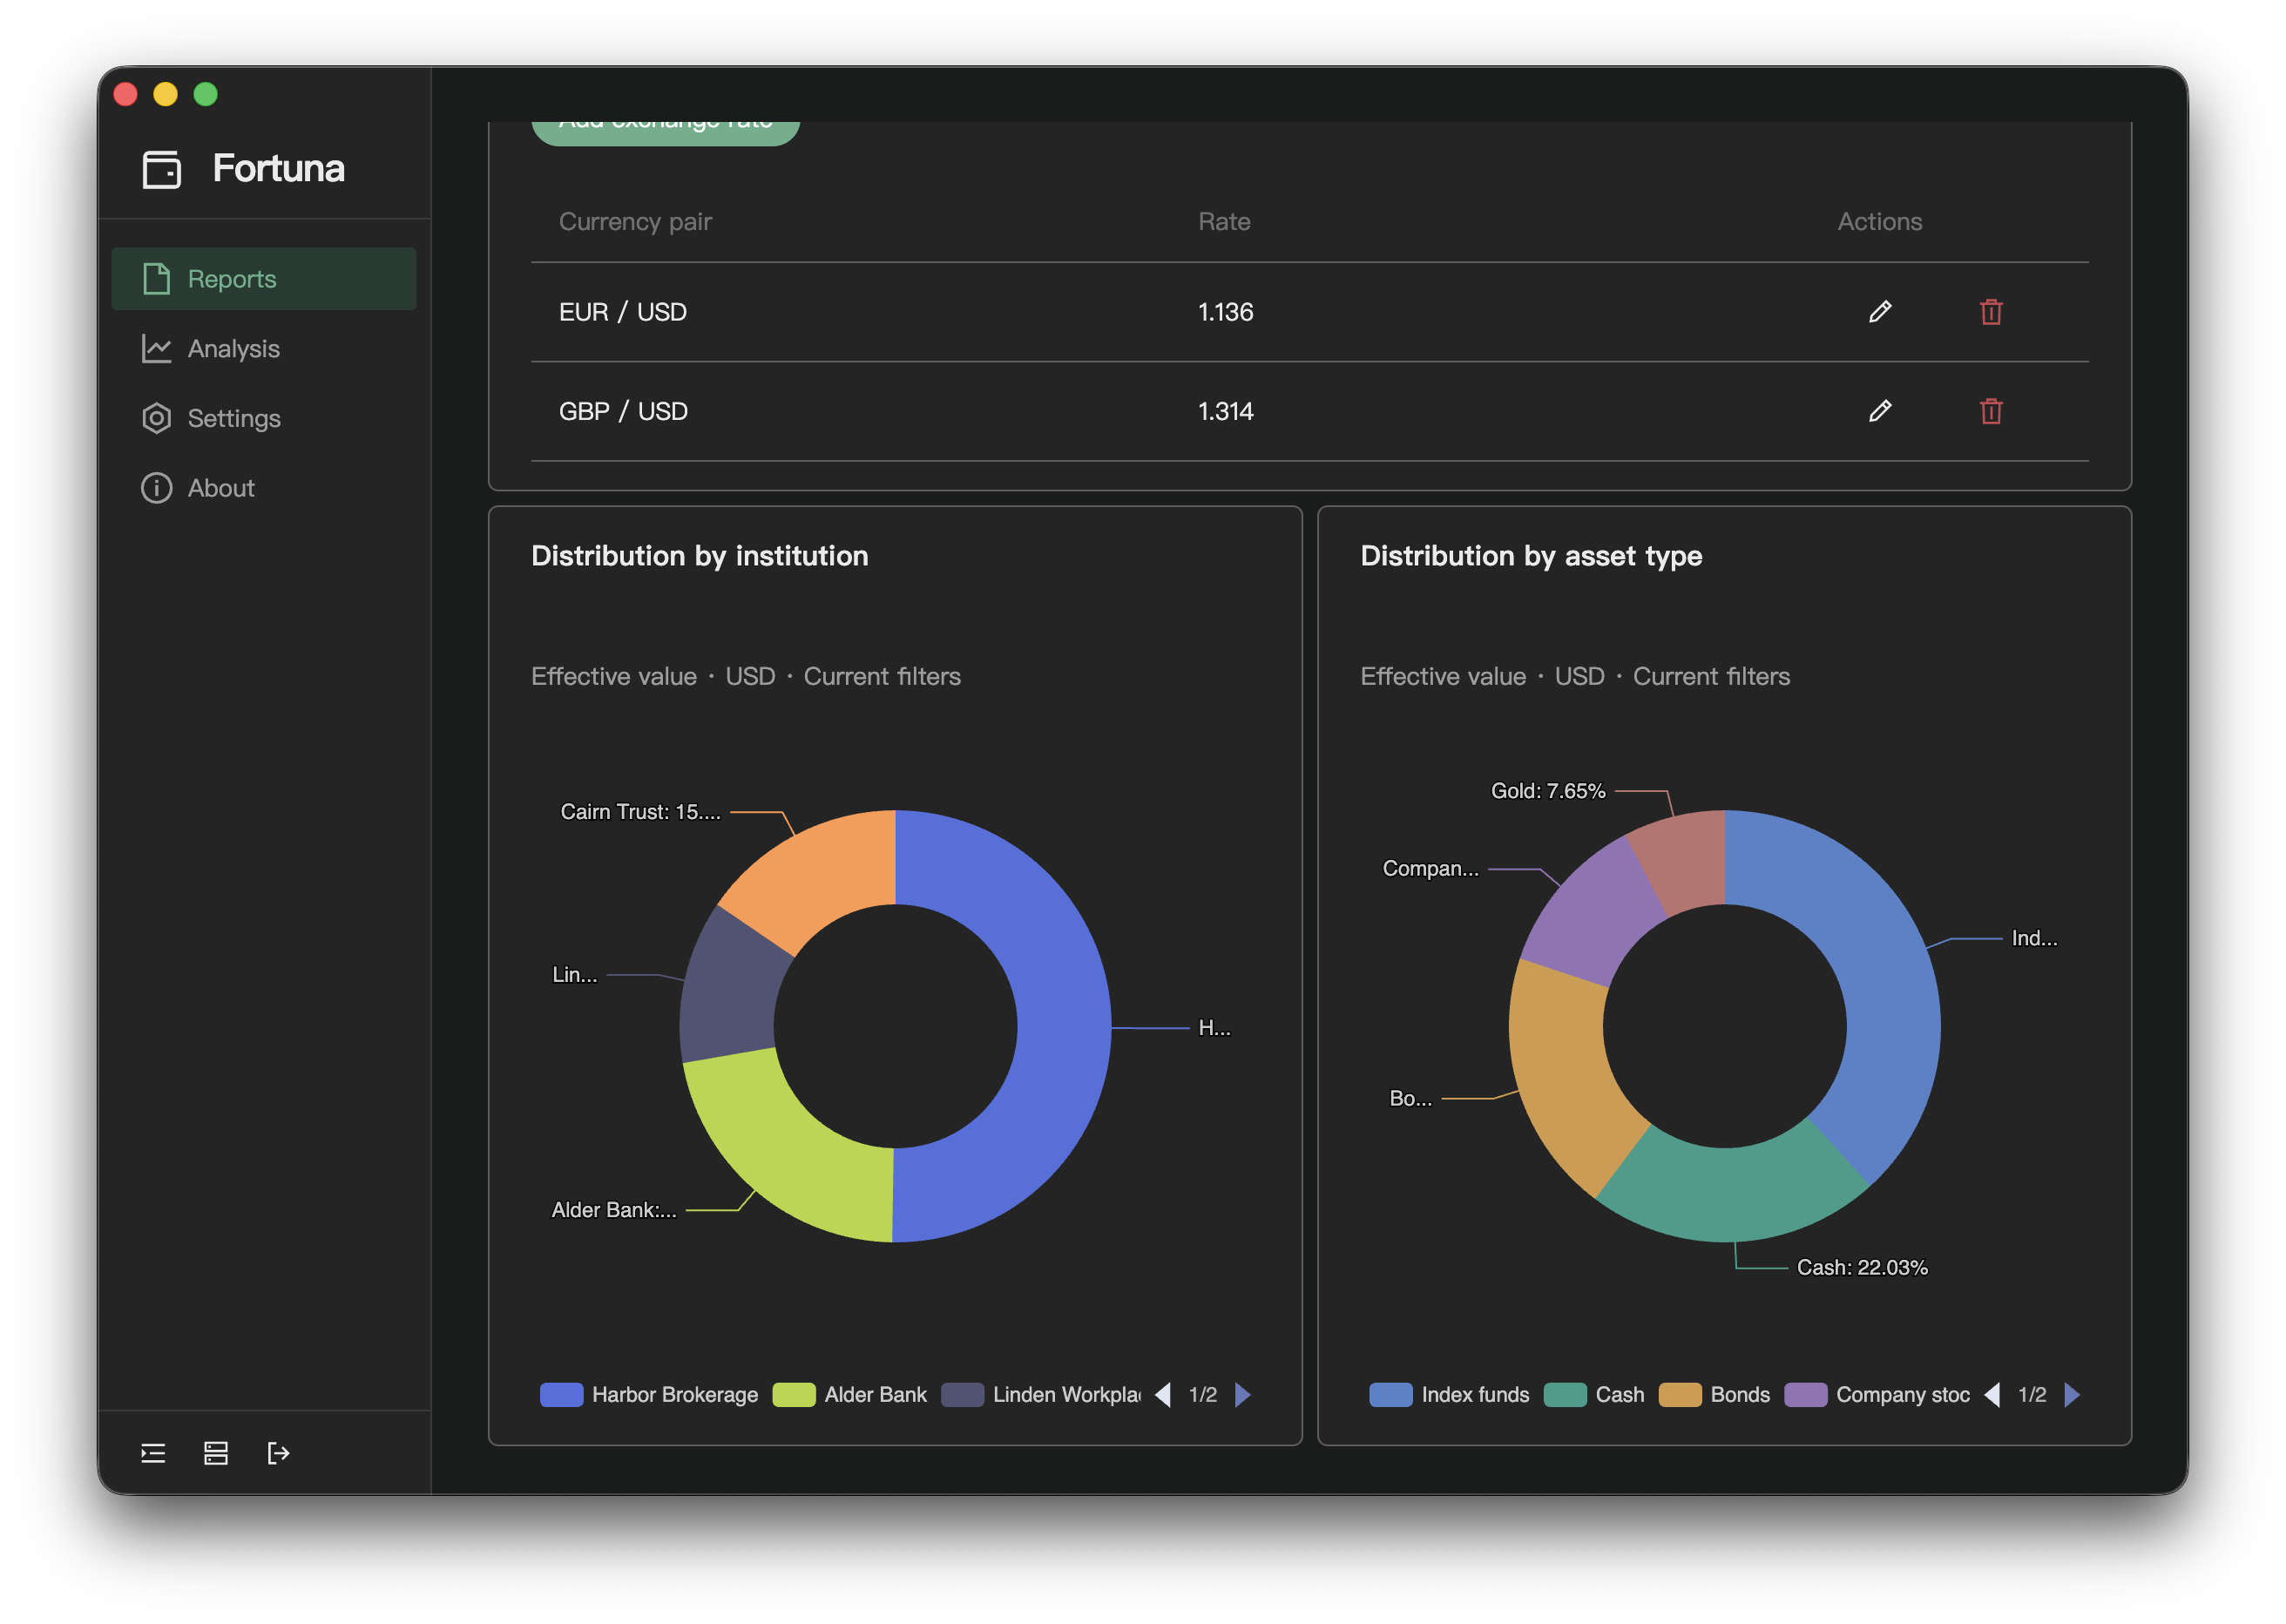 Fortuna
Reports
Analysis
Settings
About
Add exchange rate
Currency pair Rate Actions
EUR / USD 1.136
GBP / USD 1.314
Distribution by institution
Effective value · USD · Current filters
Cairn Trust: 15....
Lin...
H...
Alder Bank:...
Harbor Brokerage Alder Bank Linden Workpla 1/2
Distribution by asset type
Effective value · USD · Current filters
Gold: 7.65%
Compan...
Ind...
Bo...
Cash: 22.03%
Index funds Cash Bonds Company stoc 1/2